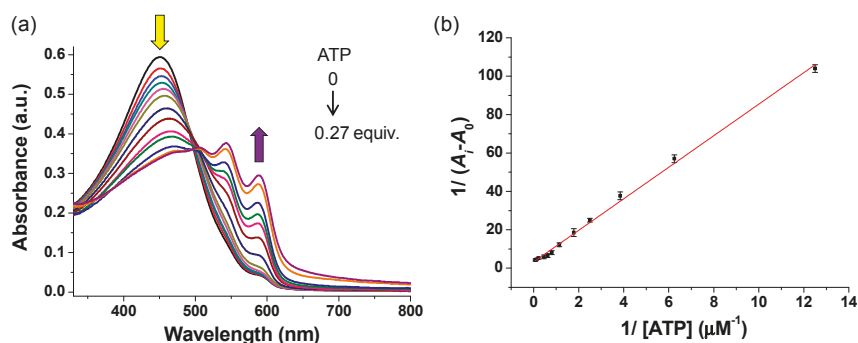 (a)
ATP
0
0.27 equiv.
Absorbance (a.u.)
0.6
0.5
0.4
0.3
0.2
0.1
0.0
400 500 600 700 800
Wavelength (nm)
(b)
1/ (Ai-A0)
120
100
80
60
40
20
0
0 2 4 6 8 10 12 14
1/ [ATP] (μM-1)